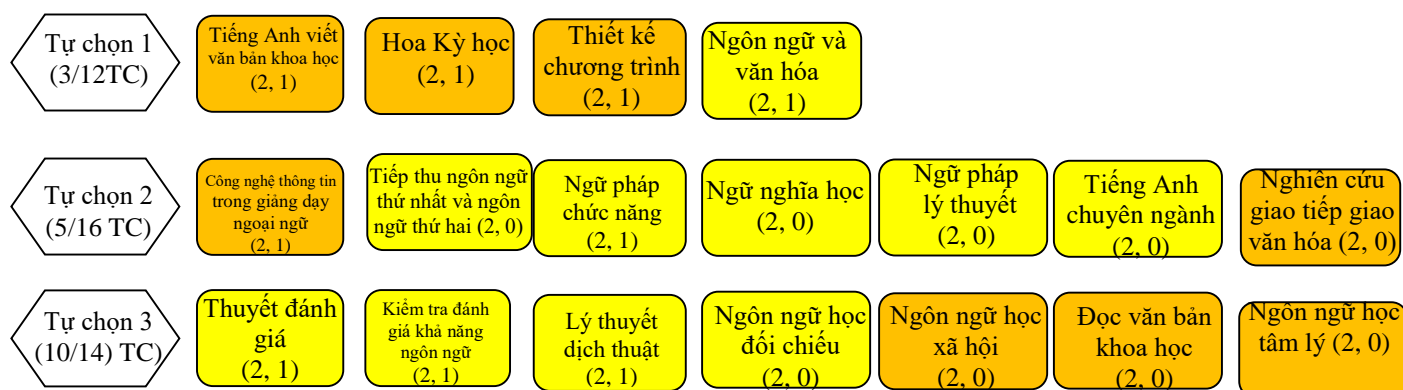 Tự chọn 1
(3/12TC)
Tiếng Anh viết
văn bản khoa học
(2, 1)
Hoa Kỳ học
(2, 1)
Thiết kế
chương trình
(2, 1)
Ngôn ngữ và
văn hóa
(2, 1)
Tự chọn 2
(5/16 TC)
Công nghệ thông tin
trong giảng dạy
ngoại ngữ
(2, 1)
Tiếp thu ngôn ngữ
thứ nhất và ngôn
ngữ thứ hai (2, 0)
Ngữ pháp
chức năng
(2, 1)
Ngữ nghĩa học
(2, 0)
Ngữ pháp
lý thuyết
(2, 0)
Tiếng Anh
chuyên ngành
(2, 0)
Nghiên cứu
giao tiếp giao
văn hóa (2, 0)
Tự chọn 3
(10/14) TC)
Thuyết đánh
giá
(2, 1)
Kiểm tra đánh
giá khả năng
ngôn ngữ
(2, 1)
Lý thuyết
dịch thuật
(2, 1)
Ngôn ngữ học
đối chiếu
(2, 0)
Ngôn ngữ học
xã hội
(2, 0)
Đọc văn bản
khoa học
(2, 0)
Ngôn ngữ học
tâm lý (2, 0)